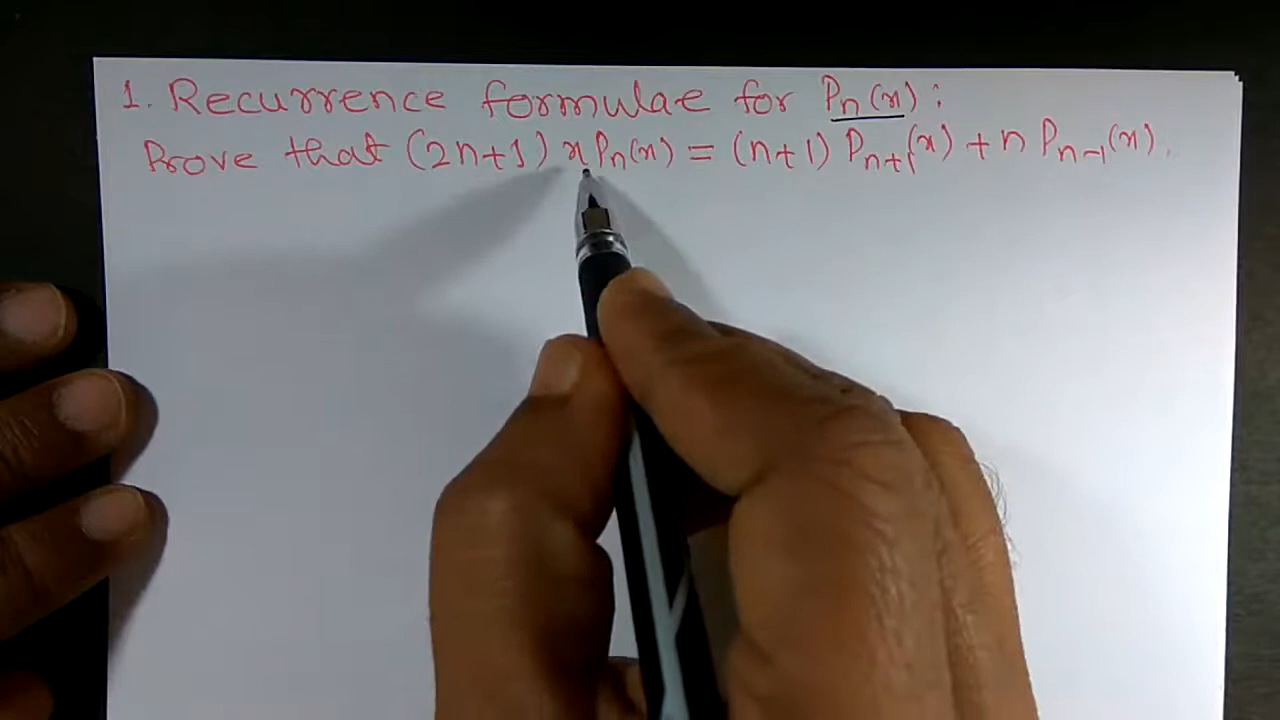 1. Recurrence formulae for Pn(x):
Prove that (2n+1) x Pn(x) = (n+1) Pn+1(x) + n Pn-1(x).